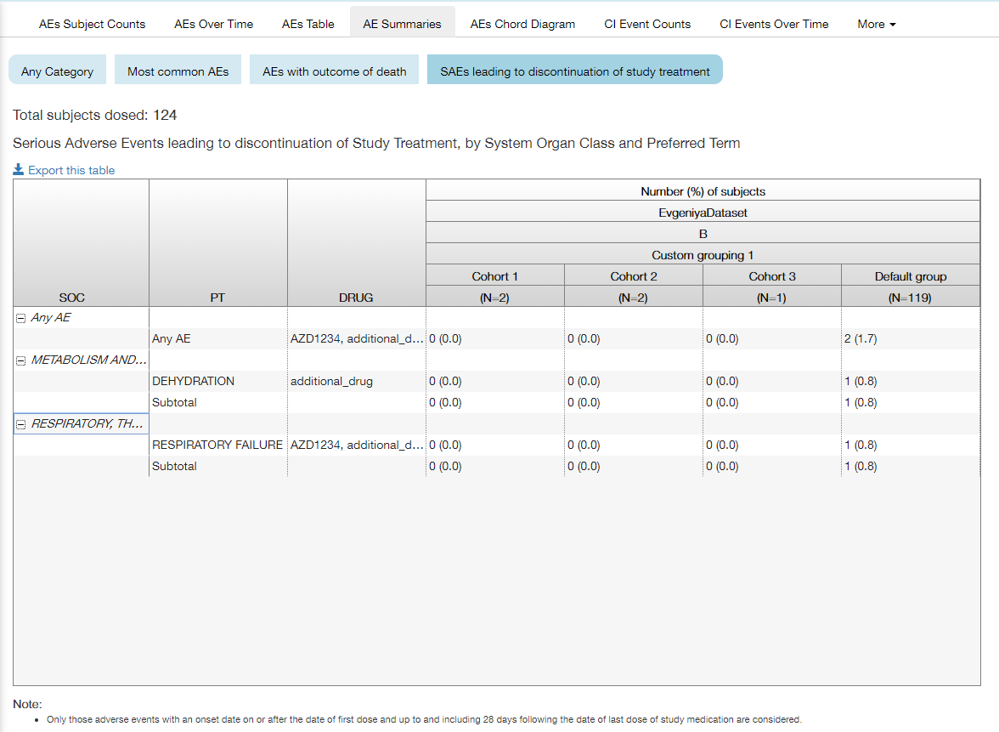 AEs Subject Counts AEs Over Time AEs Table AE Summaries AEs Chord Diagram CI Event Counts CI Events Over Time More
Any Category Most common AEs AEs with outcome of death SAEs leading to discontinuation of study treatment
Total subjects dosed: 124
Serious Adverse Events leading to discontinuation of Study Treatment, by System Organ Class and Preferred Term
Export this table
Number (%) of subjects
EvgeniyaDataset
B
Custom grouping 1
Cohort 1 Cohort 2 Cohort 3 Default group
SOC PT DRUG (N=2) (N=2) (N=1) (N=119)
Any AE
Any AE AZD1234, additional_d... 0 (0.0) 0 (0.0) 0 (0.0) 2 (1.7)
METABOLISM AND...
DEHYDRATION additional_drug 0 (0.0) 0 (0.0) 0 (0.0) 1 (0.8)
Subtotal 0 (0.0) 0 (0.0) 0 (0.0) 1 (0.8)
RESPIRATORY, TH...
RESPIRATORY FAILURE AZD1234, additional_d... 0 (0.0) 0 (0.0) 0 (0.0) 1 (0.8)
Subtotal 0 (0.0) 0 (0.0) 0 (0.0) 1 (0.8)
Note:
• Only those adverse events with an onset date on or after the date of first dose and up to and including 28 days following the date of last dose of study medication are considered.